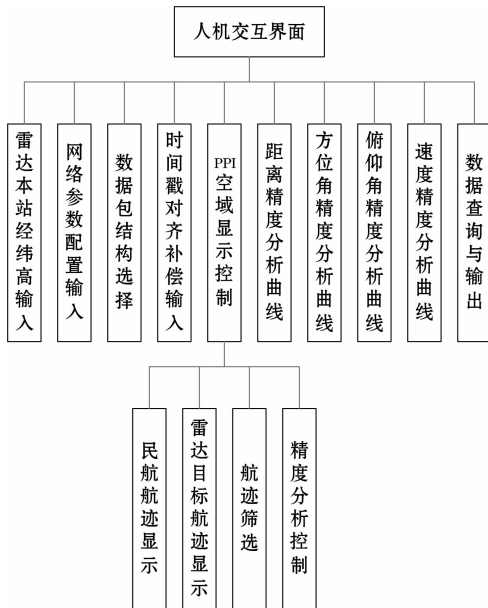 人机交互界面
雷达本站经纬高输入
网络参数配置输入
数据包结构选择
时间戳对齐补偿输入
PPI空域显示控制
距离精度分析曲线
方位角精度分析曲线
俯仰角精度分析曲线
速度精度分析曲线
数据查询与输出
民航航迹显示
雷达目标航迹显示
航迹筛选
精度分析控制